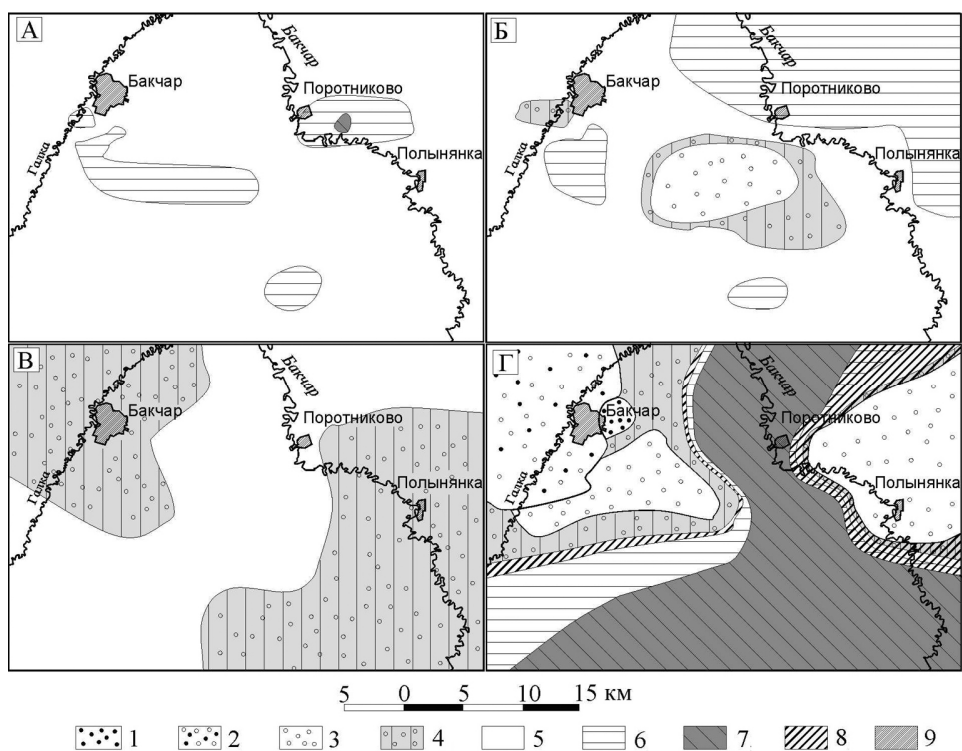 А
Бакчар
Бакчар
Поротниково
Галка
Полынянка
Б
Бакчар
Бакчар
Поротниково
Галка
Полынянка
В
Бакчар
Бакчар
Поротниково
Галка
Полынянка
Г
Бакчар
Бакчар
Поротниково
Галка
Полынянка
5 0 5 10 15 км
1 2 3 4 5 6 7 8 9